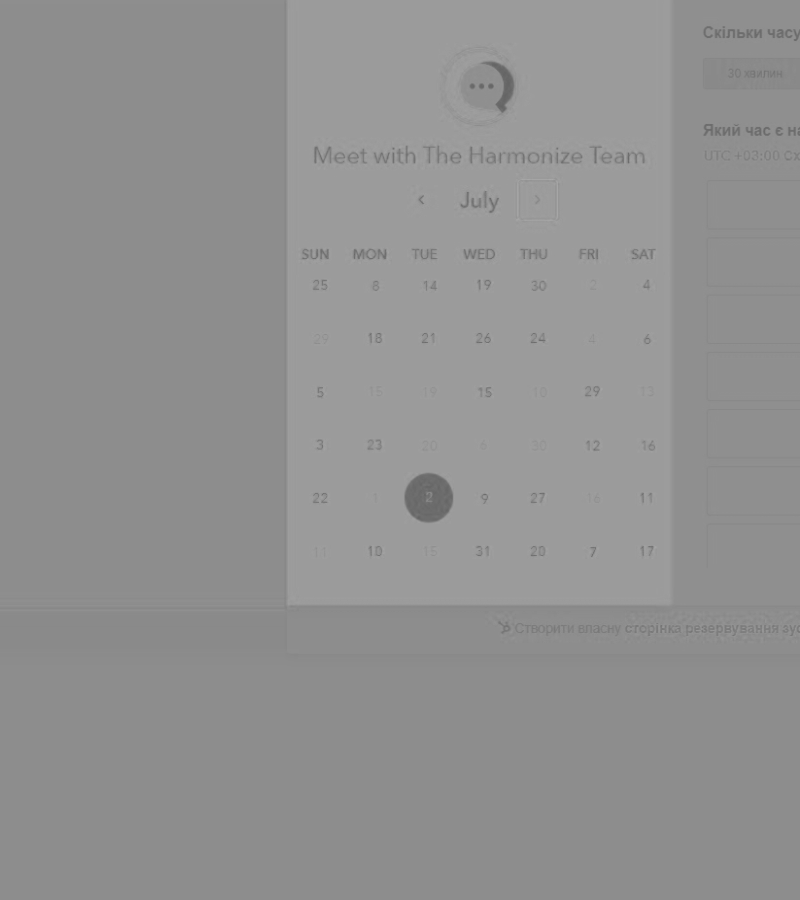 Meet with The Harmonize Team
July
SUN MON TUE WED THU FRI SAT
25 8 14 19 30 2 4
29 18 21 26 24 4 6
5 15 19 15 10 29 13
3 23 20 6 30 12 16
22 1 2 9 27 16 11
11 10 15 31 20 7 17
Скільки часу
30 хвилин
Який час є на
UTC +03:00 Сх
Створити власну сторінка резервування зус